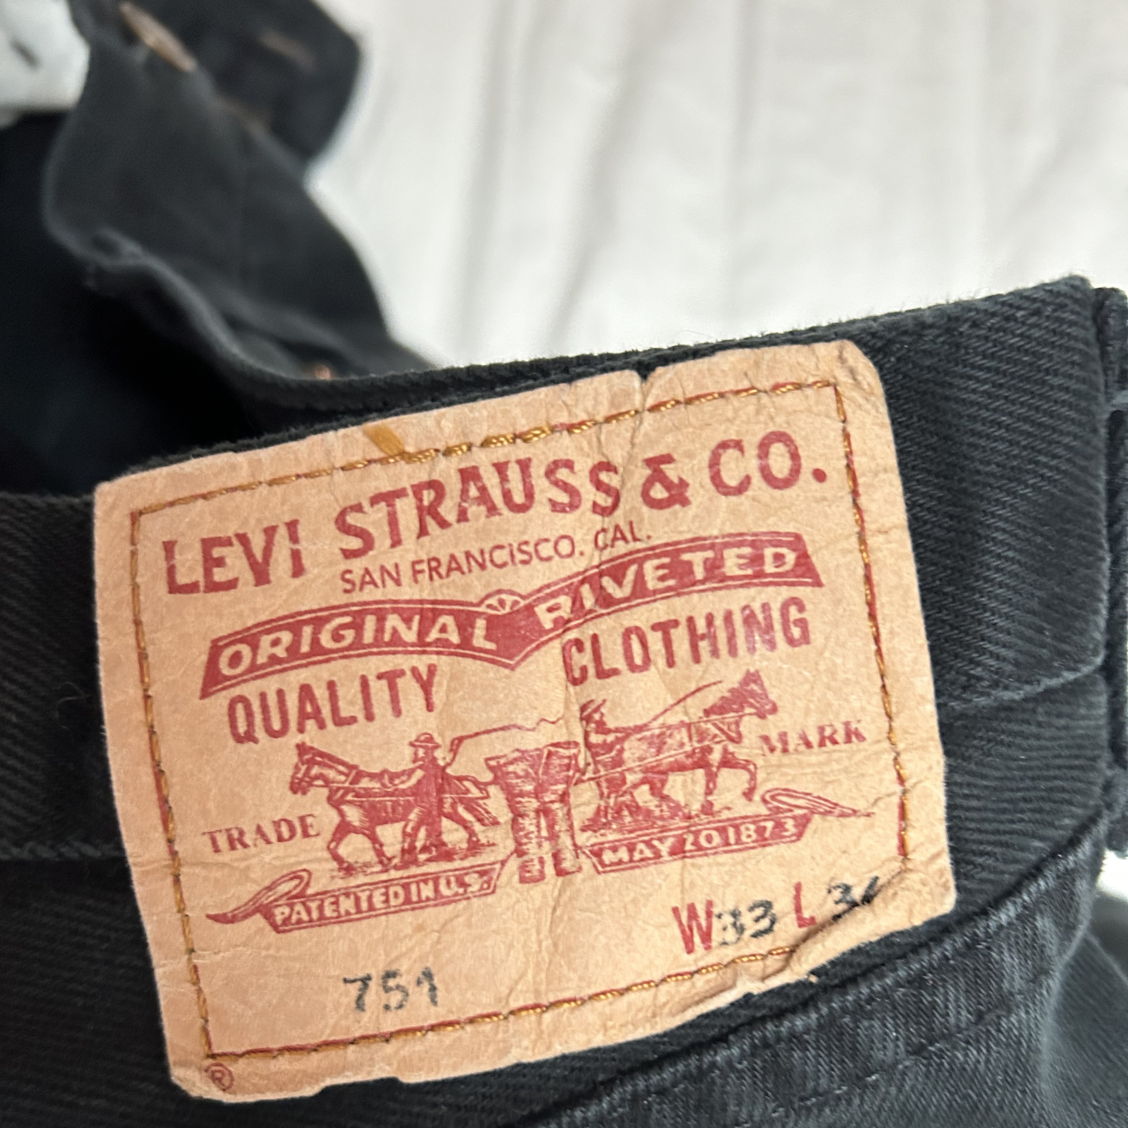 LEVI STRAUSS & CO.
SAN FRANCISCO. CAL.
ORIGINAL RIVETED
QUALITY CLOTHING
TRADE MARK
PATENTED IN U.S. MAY 20 1873
W33 L
751
®